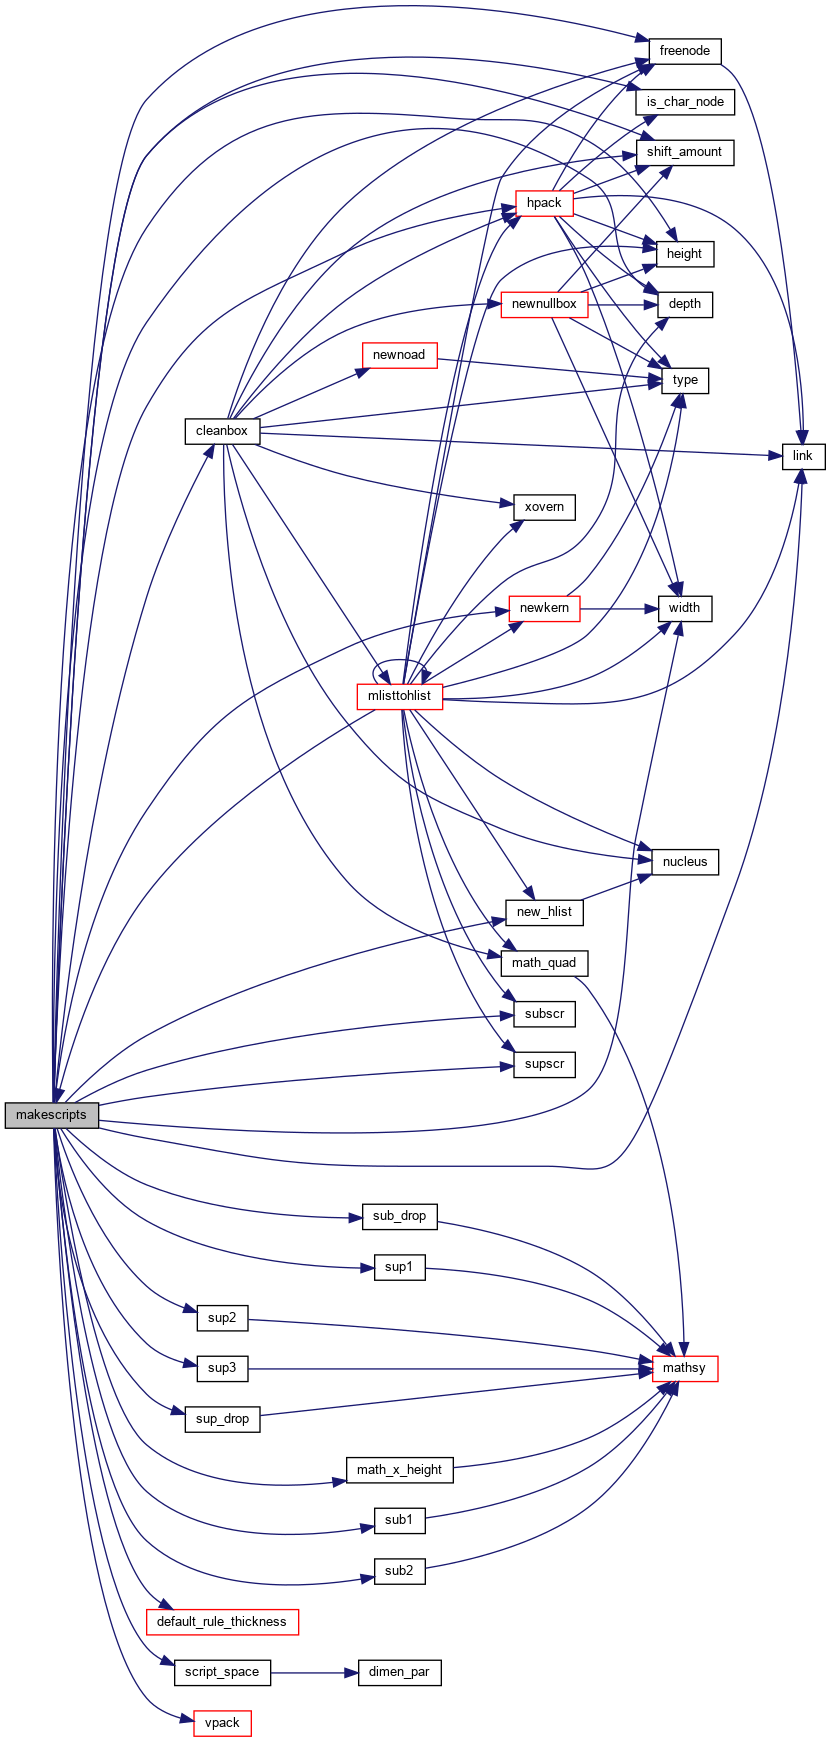 freenode
is_char_node
shift_amount
hpack
height
newnullbox
depth
newnoad
type
cleanbox
link
xovern
newkern
width
mlisttohlist
nucleus
new_hlist
math_quad
subscr
supscr
makescripts
sub_drop
sup1
sup2
sup3
mathsy
sup_drop
math_x_height
sub1
sub2
default_rule_thickness
script_space
dimen_par
vpack